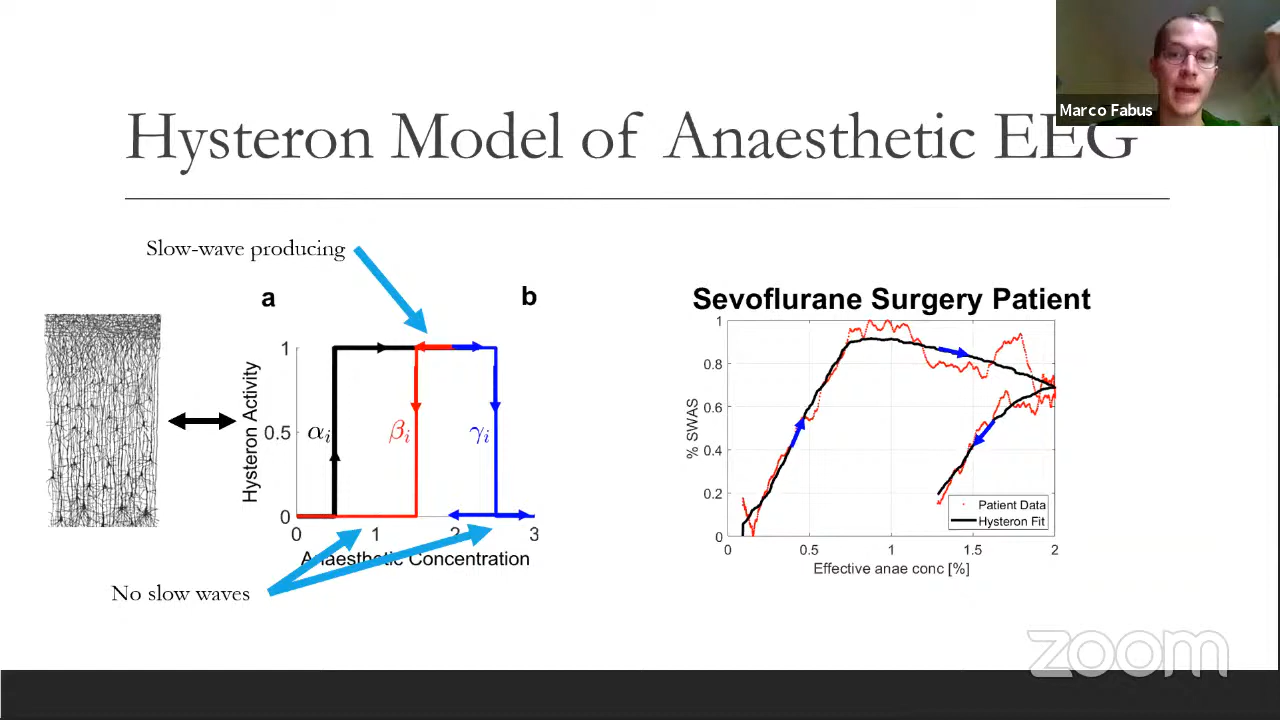 Marco Fabus
Hysteron Model of Anaesthetic EEG
Slow-wave producing
a
b
Hysteron Activity
1
0.5
0
αi
βi
γi
0
1
2
3
Anaesthetic Concentration
No slow waves
Sevoflurane Surgery Patient
% SWAS
1
0.8
0.6
0.4
0.2
0
Patient Data
Hysteron Fit
0
0.5
1
1.5
2
Effective anae conc [%]
zoom